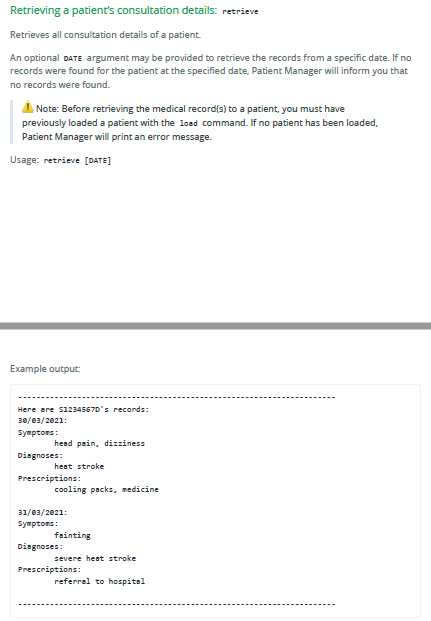 Retrieving a patient's consultation details: retrieve
Retrieves all consultation details of a patient.
An optional DATE argument may be provided to retrieve the records from a specific date. If no
records were found for the patient at the specified date, Patient Manager will inform you that
no records were found.
⚠️ Note: Before retrieving the medical record(s) to a patient, you must have
previously loaded a patient with the load command. If no patient has been loaded,
Patient Manager will print an error message.
Usage: retrieve [DATE]
Example output:
----------------------------------------------------------------------
Here are S1234567D's records:
30/03/2021:
Symptoms:
head pain, dizziness
Diagnoses:
heat stroke
Prescriptions:
cooling packs, medicine
31/03/2021:
Symptoms:
fainting
Diagnoses:
severe heat stroke
Prescriptions:
referral to hospital
----------------------------------------------------------------------